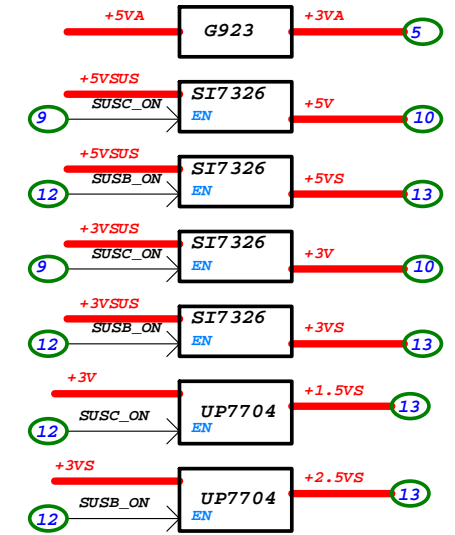 +5VA G923 +3VA 5
+5VSUS SI7326
9 SUSC_ON EN +5V 10
+5VSUS SI7326
12 SUSB_ON EN +5VS 13
+3VSUS SI7326
9 SUSC_ON EN +3V 10
+3VSUS SI7326
12 SUSB_ON EN +3VS 13
+3V UP7704 +1.5VS 13
12 SUSC_ON EN
+3VS UP7704 +2.5VS 13
12 SUSB_ON EN